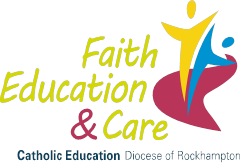 Faith
Education
& Care
Catholic Education Diocese of Rockhampton